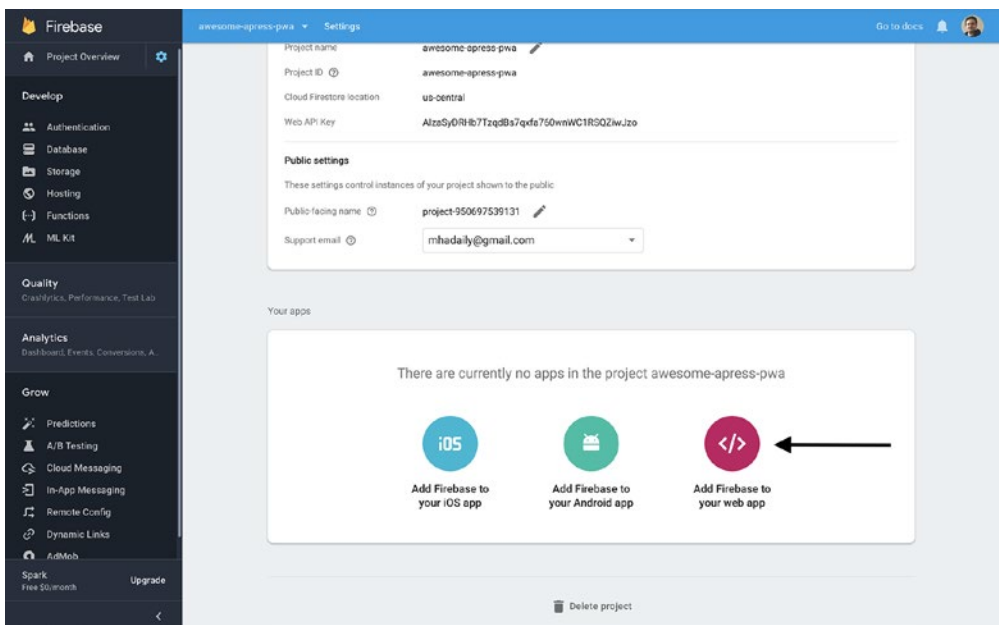 Firebase
awesome-apress-pwa
Settings
Go to docs
Project Overview
Develop
Authentication
Database
Storage
Hosting
Functions
ML Kit
Quality
Crashlytics, Performance, Test Lab
Analytics
Dashboard, Events, Conversions, A..
Grow
Predictions
A/B Testing
Cloud Messaging
In-App Messaging
Remote Config
Dynamic Links
AdMob
Spark
Free $0/month
Upgrade
Project name awesome-apress-pwa
Project ID awesome-apress-pwa
Cloud Firestore location us-central
Web API Key
Public settings
These settings control instances of your project shown to the public
Public-facing name project-950697539131
Support email mhadaily@gmail.com
Your apps
There are currently no apps in the project awesome-apress-pwa
iOS
</>
Add Firebase to
your iOS app
Add Firebase to
your Android app
Add Firebase to
your web app
Delete project